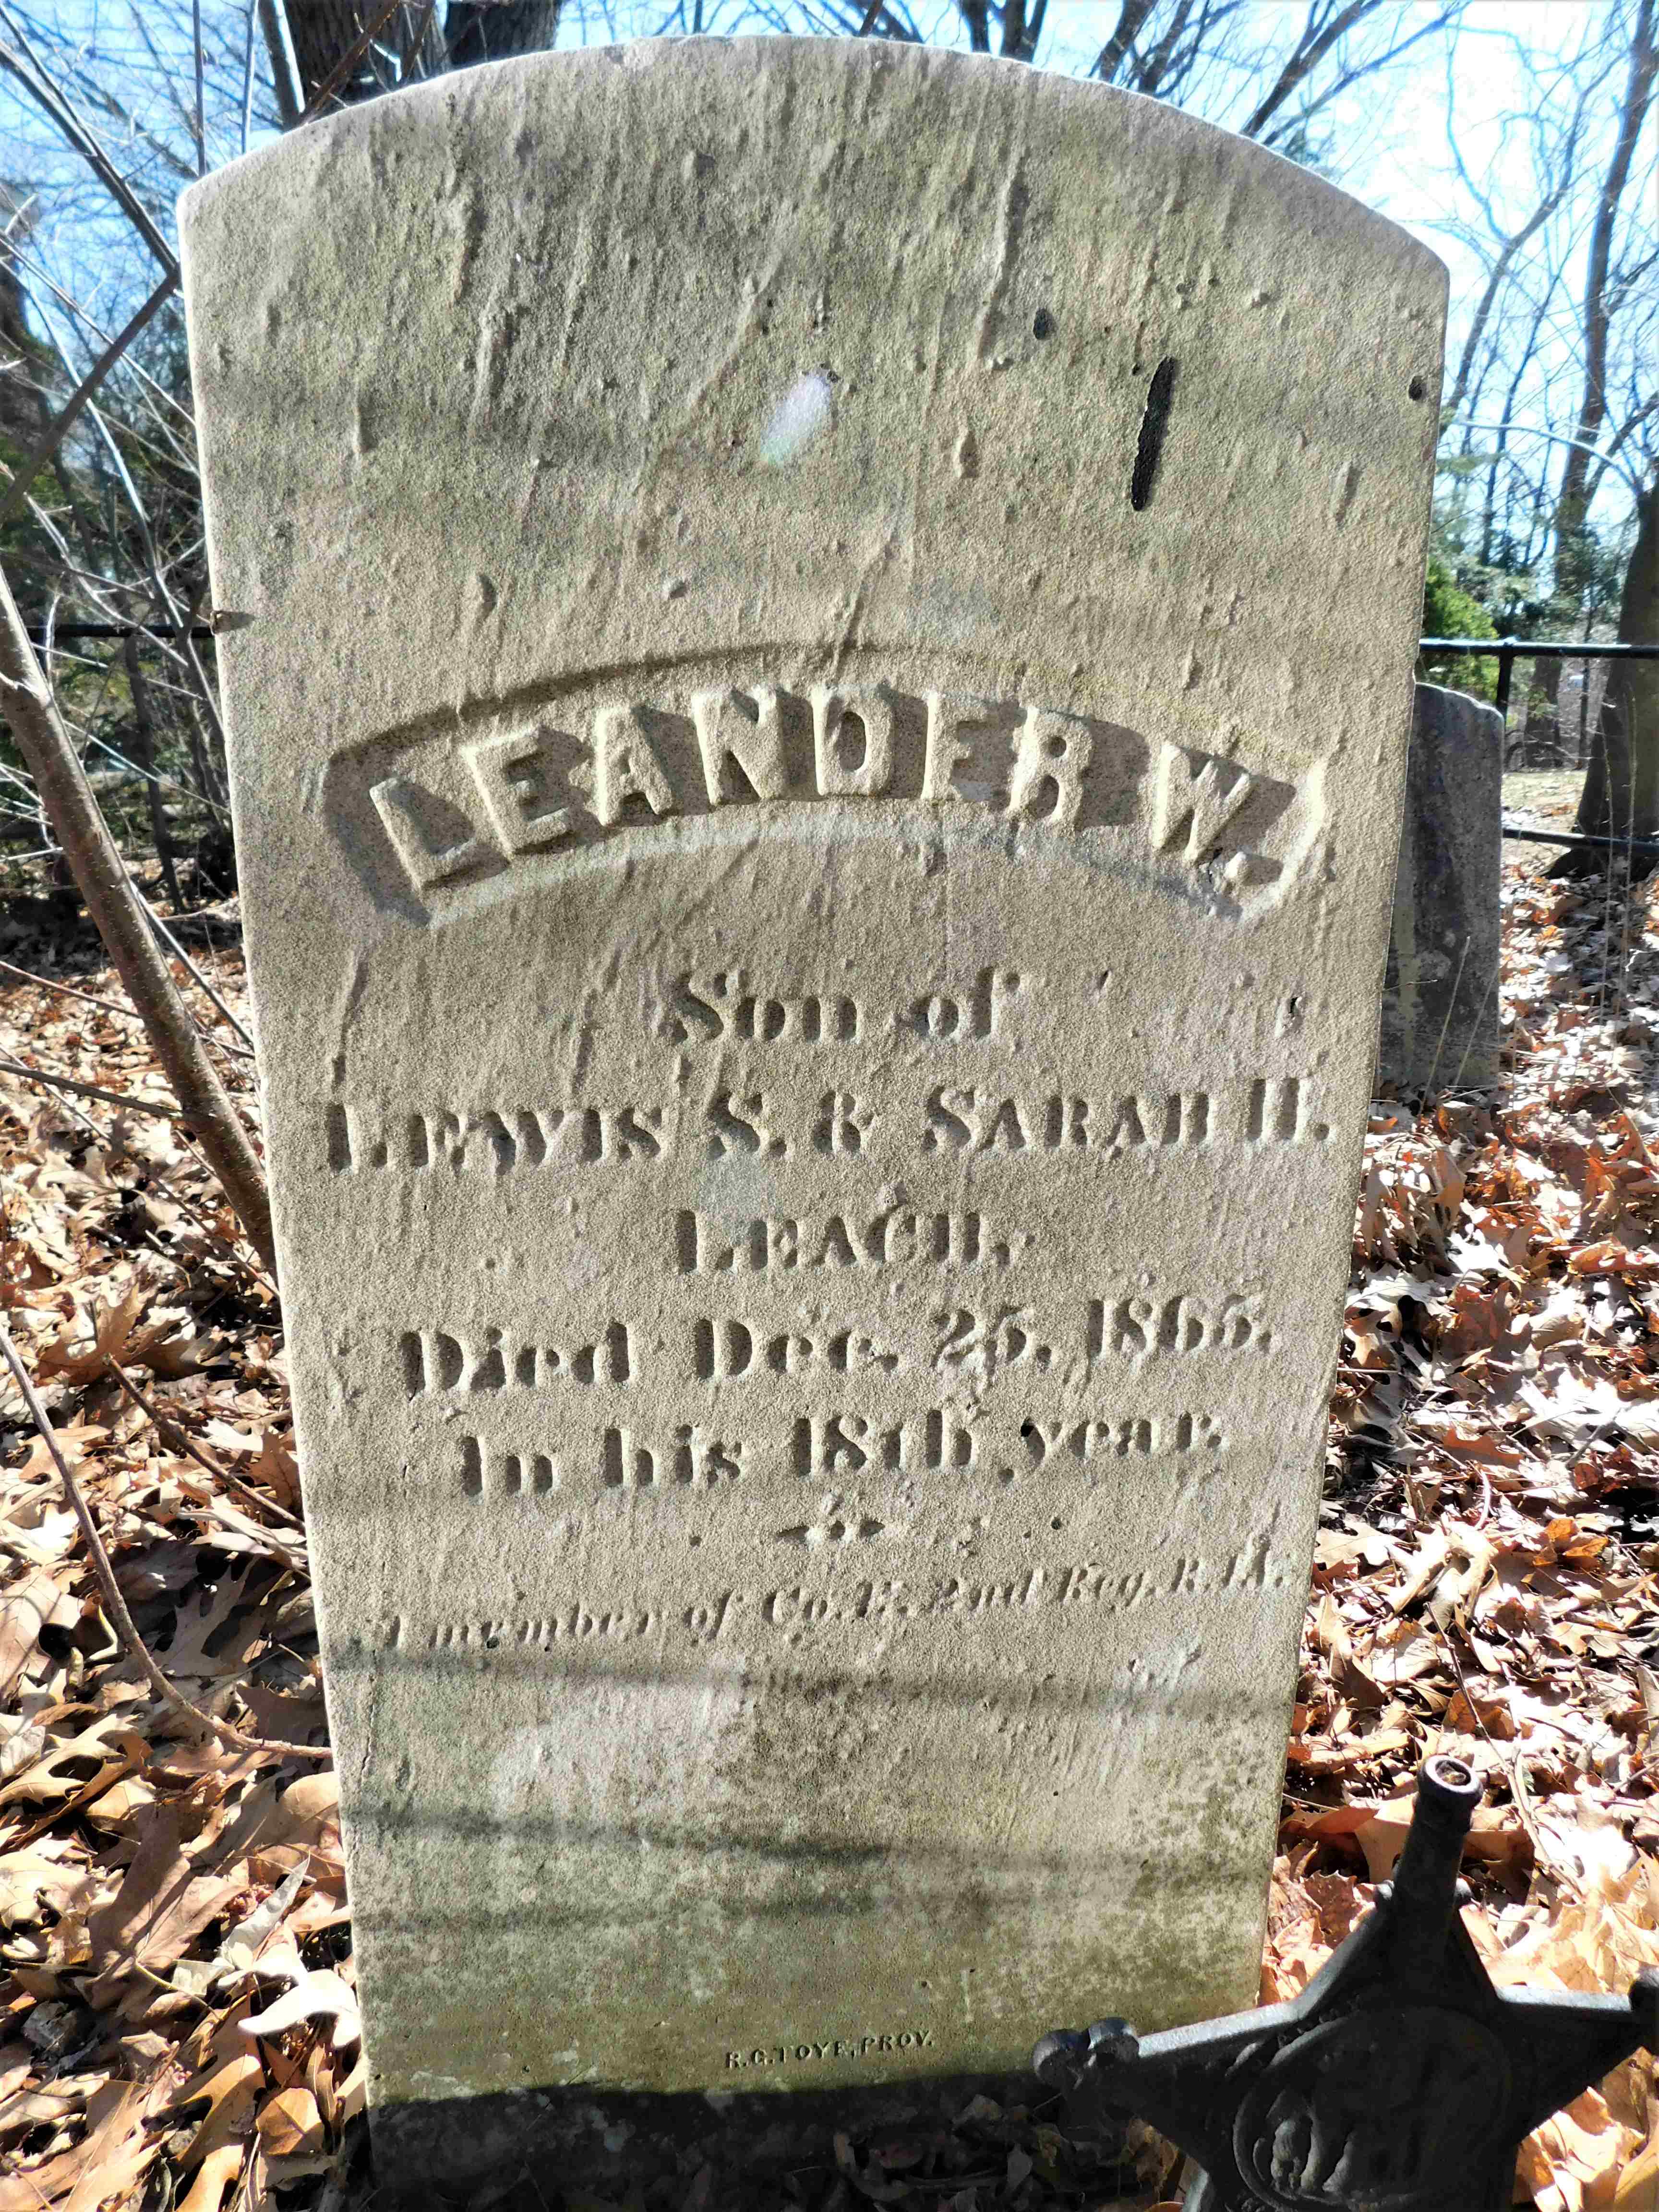 LEANDER W.
Son of
LEWIS S. & SARAH H.
LEACH,
Died Dec. 25, 1865.
In his 18th year.
A member of Co. E, 2nd Reg. R.I.
R.G. TOYE, PROV.